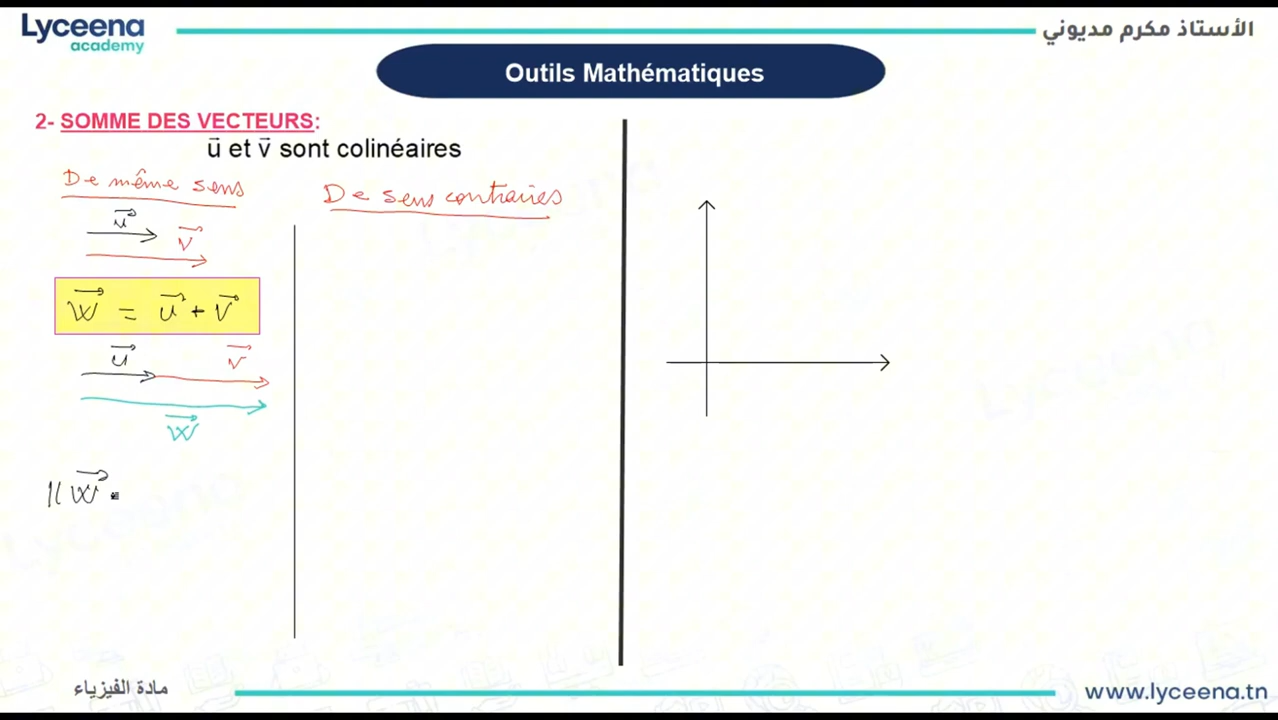 Lyceena
academy
الأستاذ مكرم مديوني
Outils Mathématiques
2- SOMME DES VECTEURS:
u⃗ et v⃗ sont colinéaires
De même sens
u⃗
v⃗
w⃗ = u⃗ + v⃗
u⃗ v⃗
w⃗
||w⃗
De sens contraires
مادة الفيزياء
www.lyceena.tn